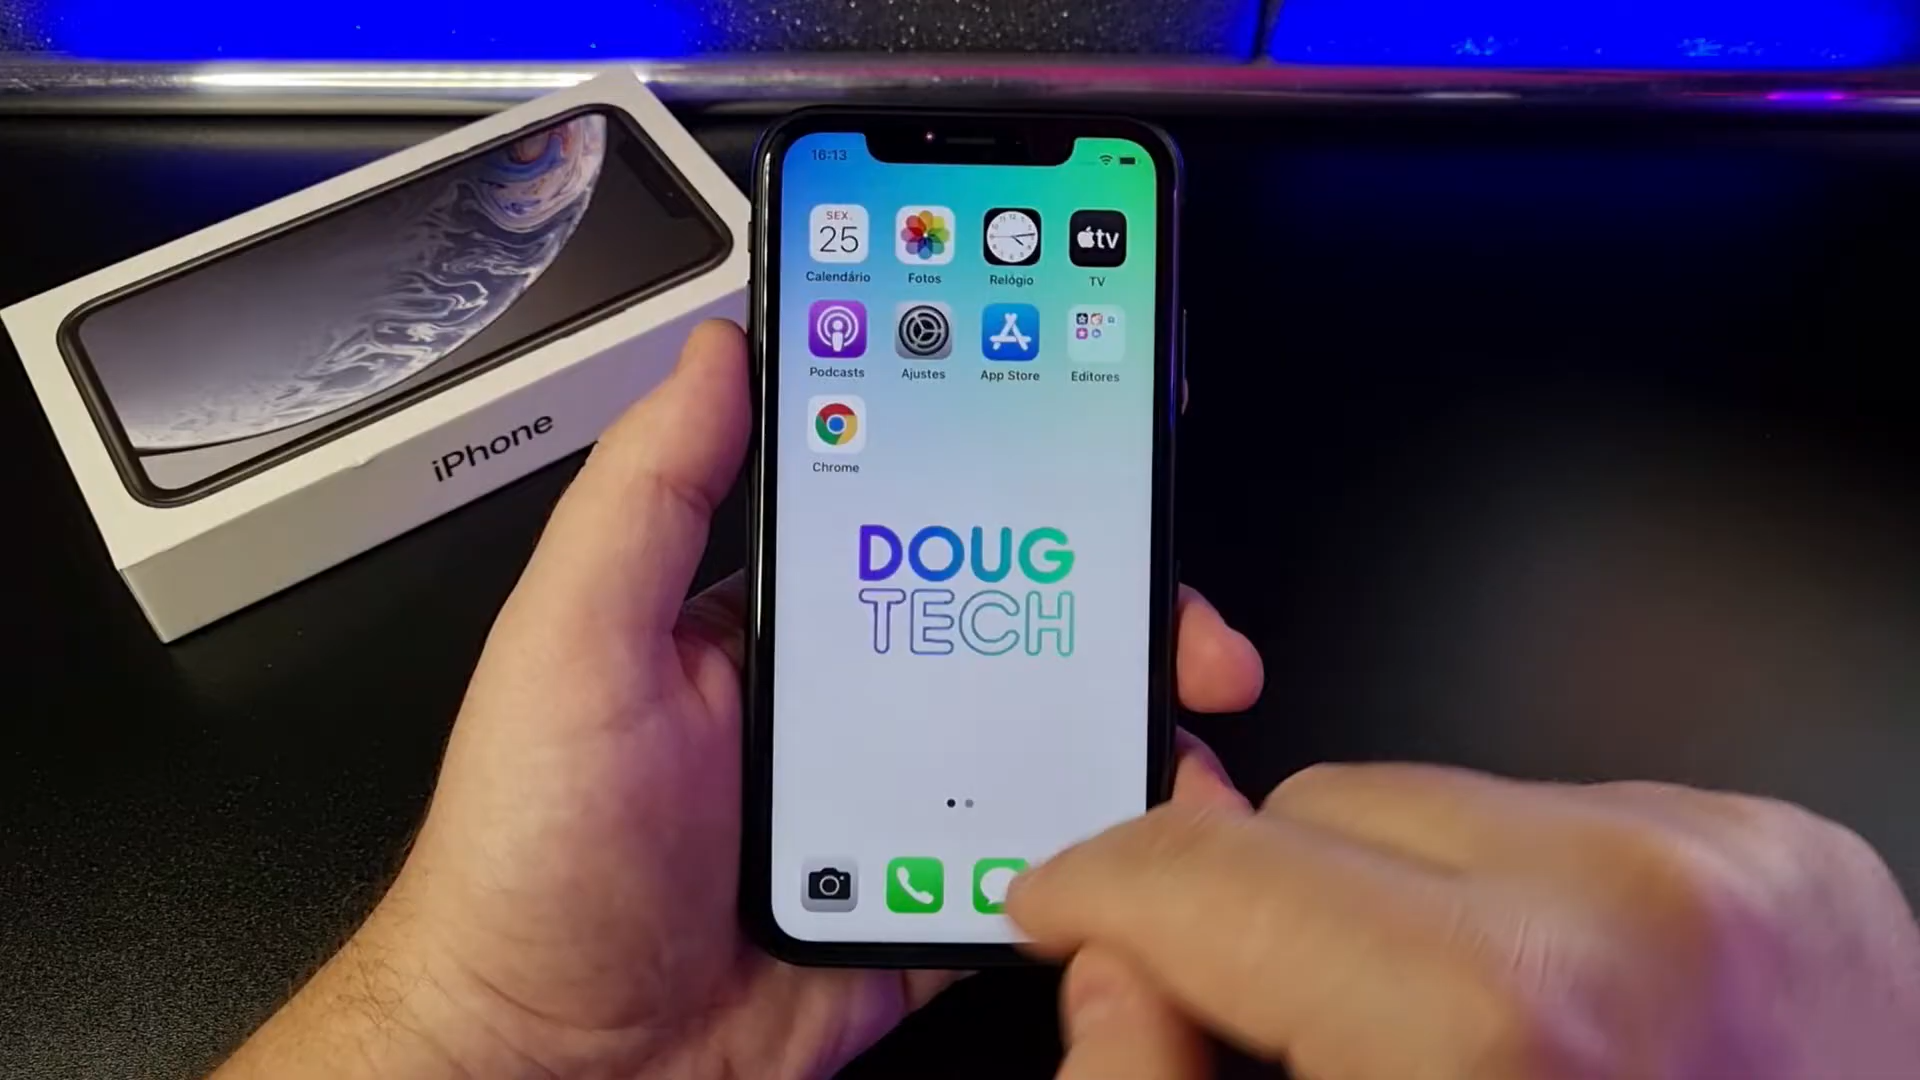 16:13
SEX.
25
tv
Calendário
Fotos
Relógio
TV
Podcasts
Ajustes
App Store
Editores
Chrome
iPhone
DOUG
TECH